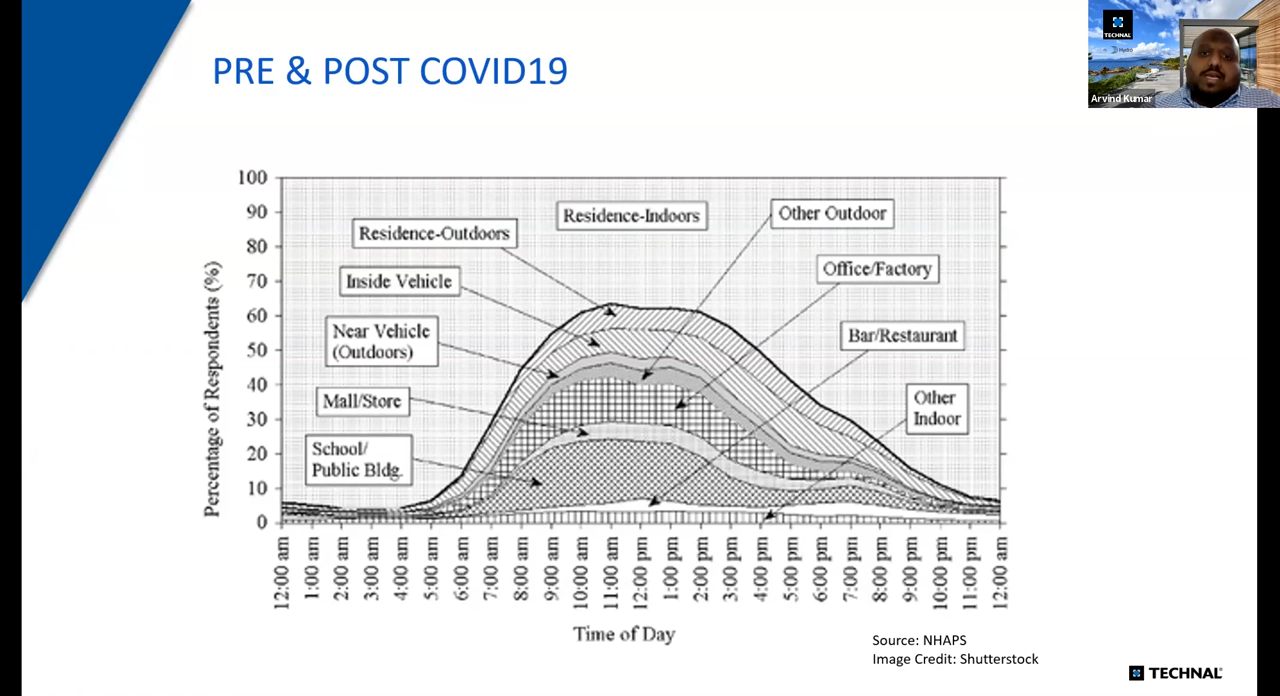 PRE & POST COVID19
TECHNAL
Hydro
Arvind Kumar
100
90
80
70
60
50
40
30
20
10
0
Percentage of Respondents (%)
Residence-Outdoors
Residence-Indoors
Other Outdoor
Inside Vehicle
Office/Factory
Near Vehicle
(Outdoors)
Bar/Restaurant
Mall/Store
Other
Indoor
School/
Public Bldg.
12:00 am
1:00 am
2:00 am
3:00 am
4:00 am
5:00 am
6:00 am
7:00 am
8:00 am
9:00 am
10:00 am
11:00 am
12:00 pm
1:00 pm
2:00 pm
3:00 pm
4:00 pm
5:00 pm
6:00 pm
7:00 pm
8:00 pm
9:00 pm
10:00 pm
11:00 pm
12:00 am
Time of Day
Source: NHAPS
Image Credit: Shutterstock
TECHNAL